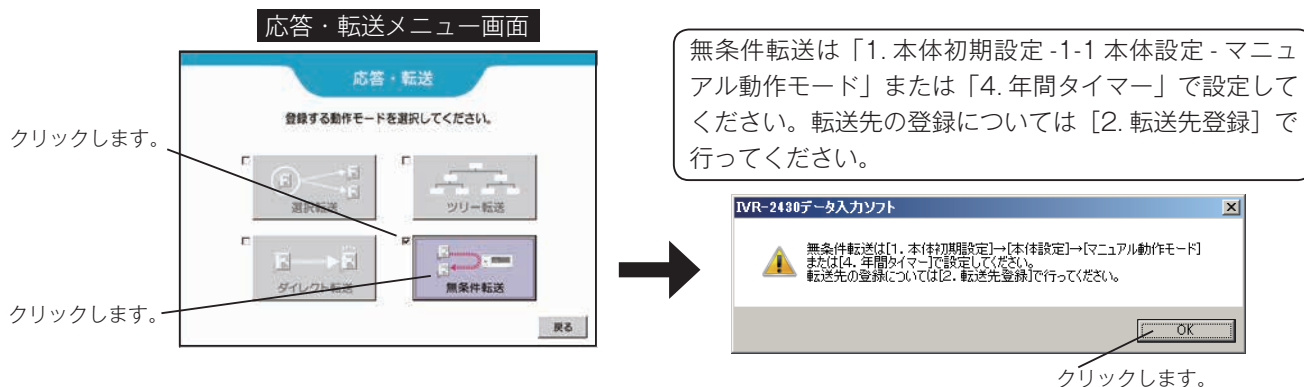 応答・転送メニュー画面
応答・転送
登録する動作モードを選択してください。
クリックします。
選択転送
ツリー転送
ダイレクト転送
無条件転送
クリックします。
戻る
無条件転送は「1. 本体初期設定 -1-1 本体設定 - マニュ
アル動作モード」または「4. 年間タイマー」で設定して
ください。転送先の登録については［2. 転送先登録］で
行ってください。
IVR-2430データ入力ソフト
無条件転送は[1. 本体初期設定]→[本体設定]→[マニュアル動作モード]
または[4. 年間タイマー]で設定してください。
転送先の登録については[2. 転送先登録]で行ってください。
OK
クリックします。